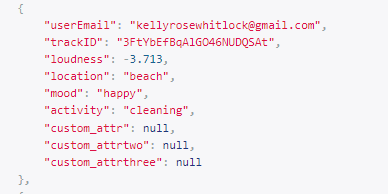 {
"userEmail": "kellyrosewhitlock@gmail.com",
"trackID": "3FtYbEfBqAlGO46NUDQSAt",
"loudness": -3.713,
"location": "beach",
"mood": "happy",
"activity": "cleaning",
"custom_attr": null,
"custom_attrtwo": null,
"custom_attrthree": null
},